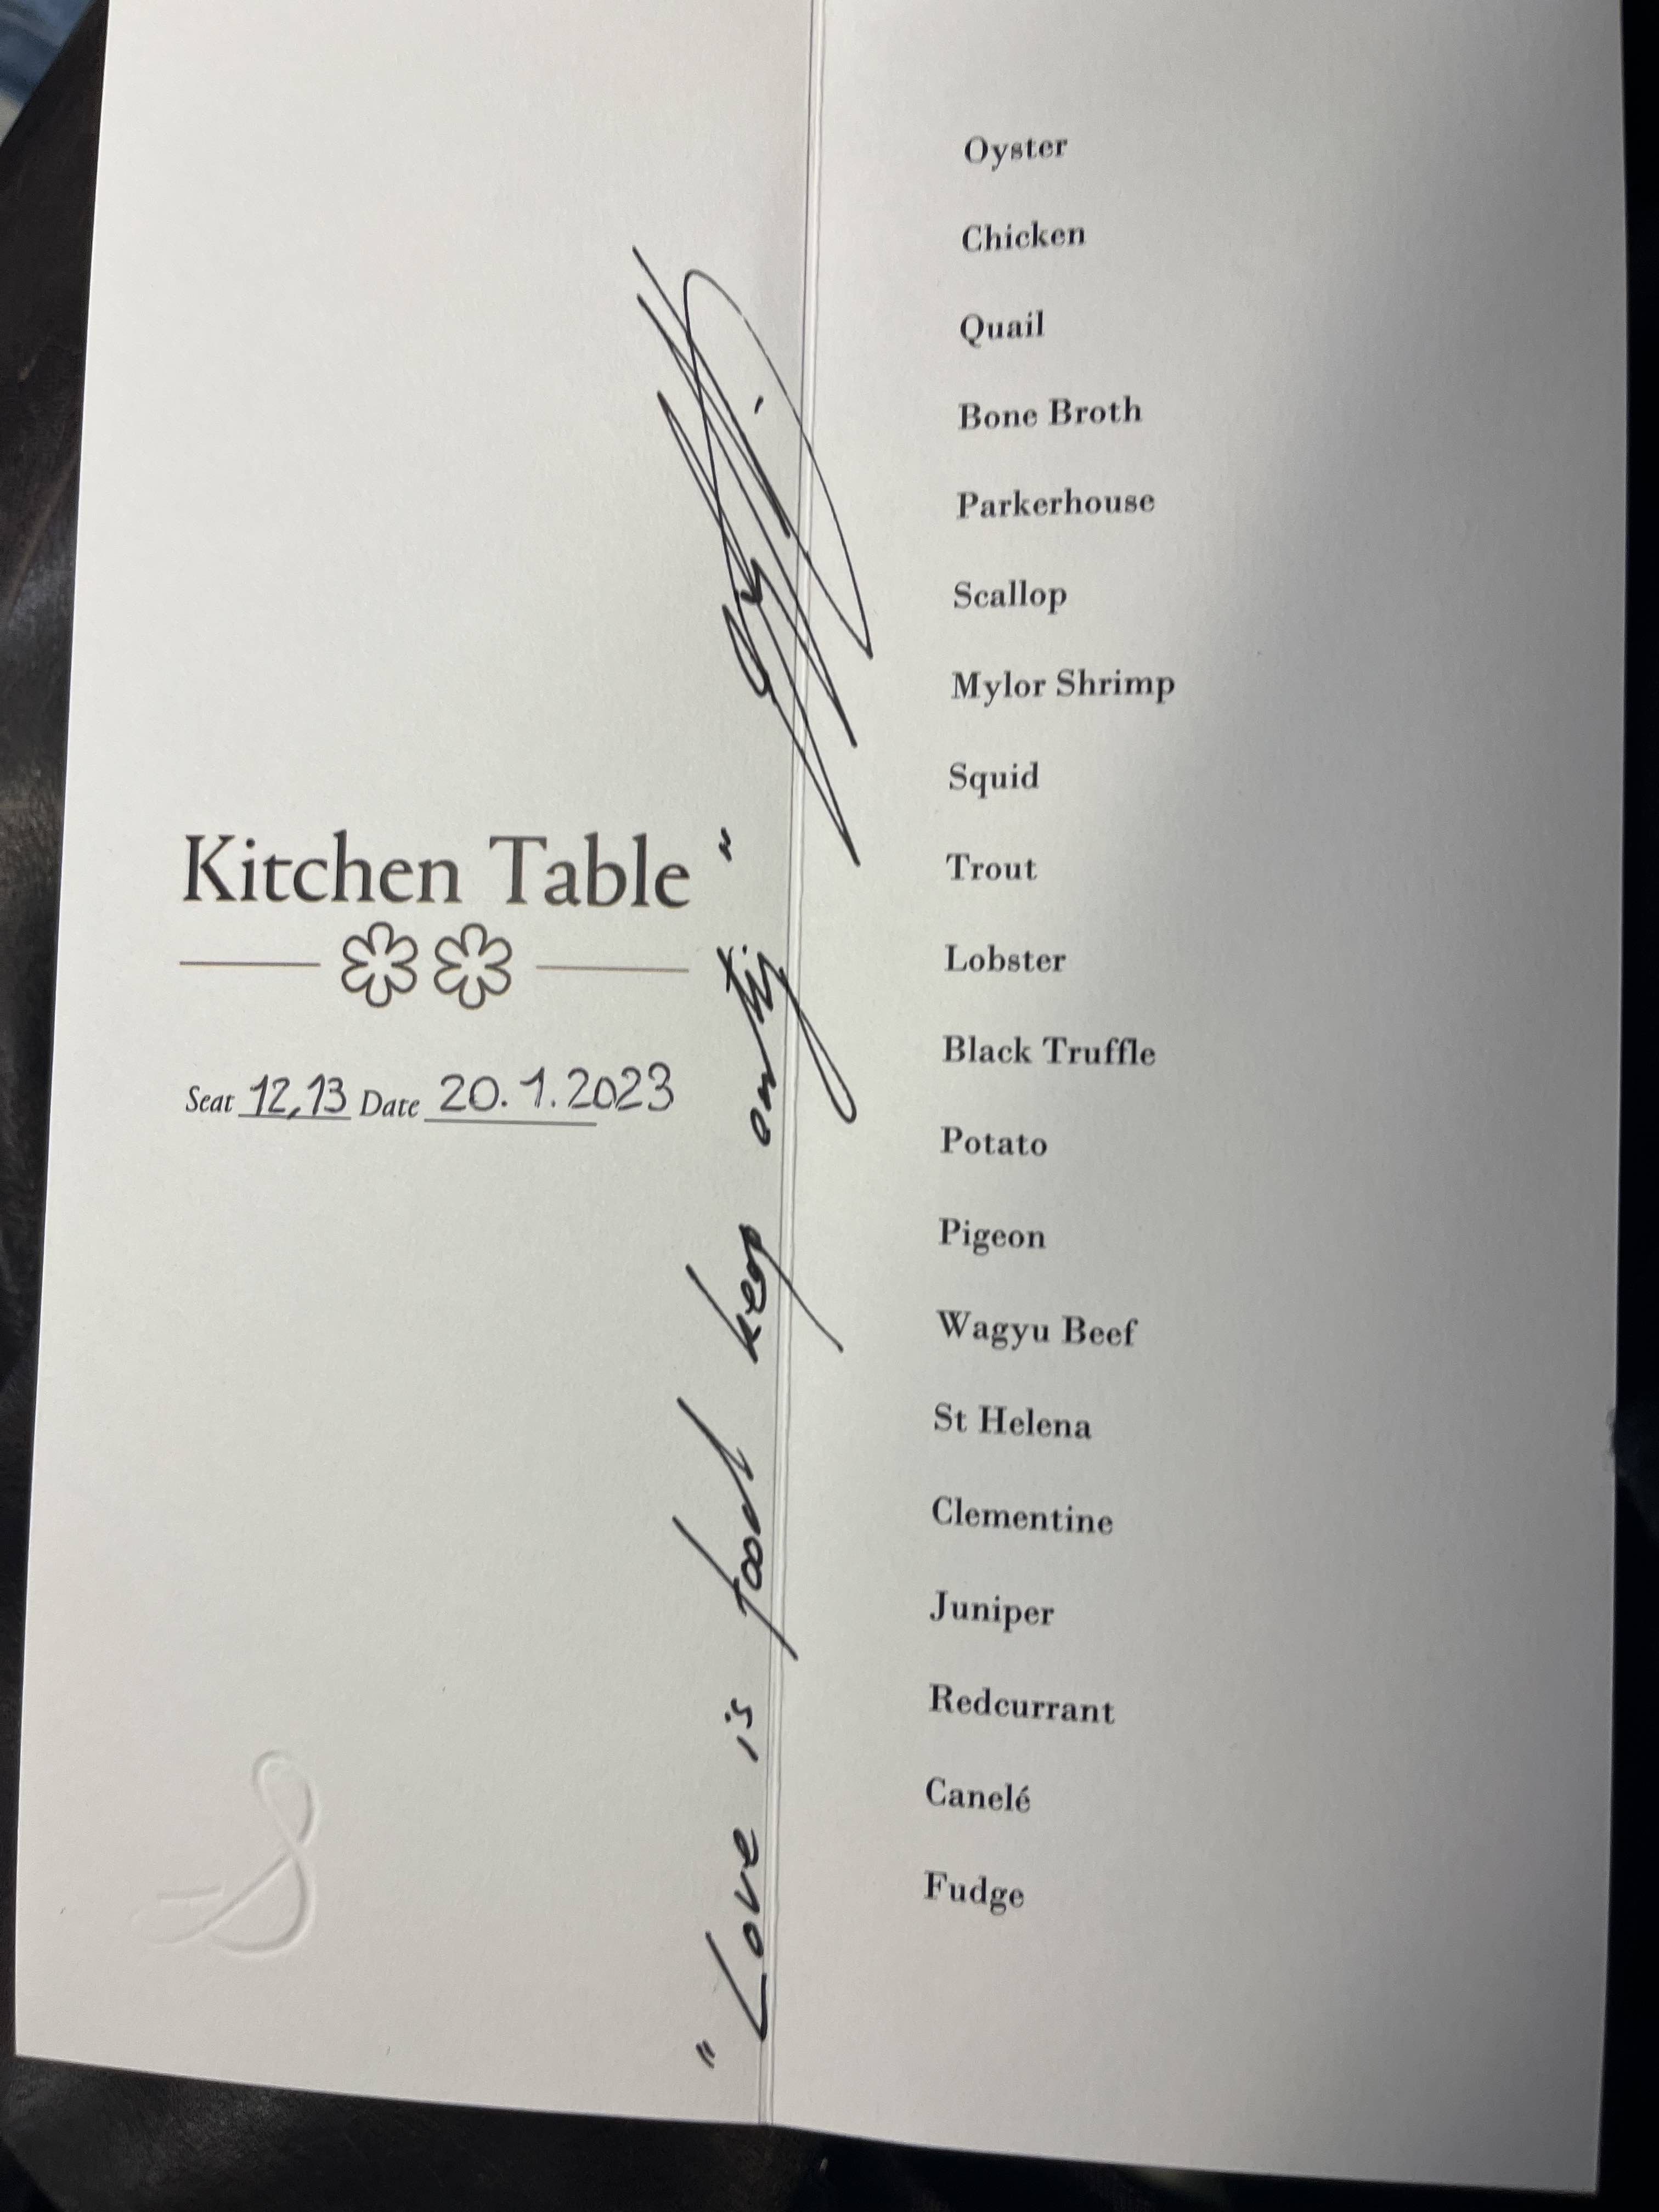 Kitchen Table
Seat 12,13 Date 20.1.2023
"Love is food keep
Oyster
Chicken
Quail
Bone Broth
Parkerhouse
Scallop
Mylor Shrimp
Squid
Trout
Lobster
Black Truffle
Potato
Pigeon
Wagyu Beef
St Helena
Clementine
Juniper
Redcurrant
Canelé
Fudge